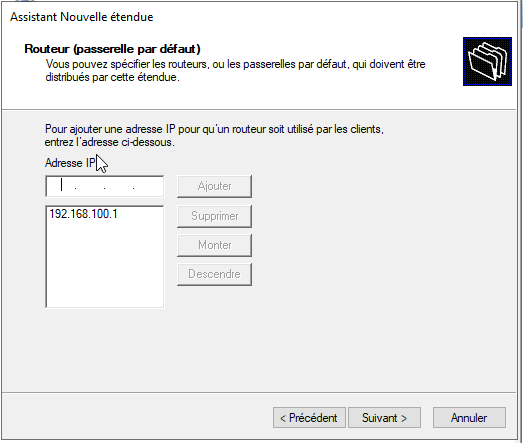 Assistant Nouvelle étendue
Routeur (passerelle par défaut)
Vous pouvez spécifier les routeurs, ou les passerelles par défaut, qui doivent être
distribués par cette étendue.
Pour ajouter une adresse IP pour qu'un routeur soit utilisé par les clients,
entrez l'adresse ci-dessous.
Adresse IP
. . .
Ajouter
192.168.100.1
Supprimer
Monter
Descendre
< Précédent
Suivant >
Annuler